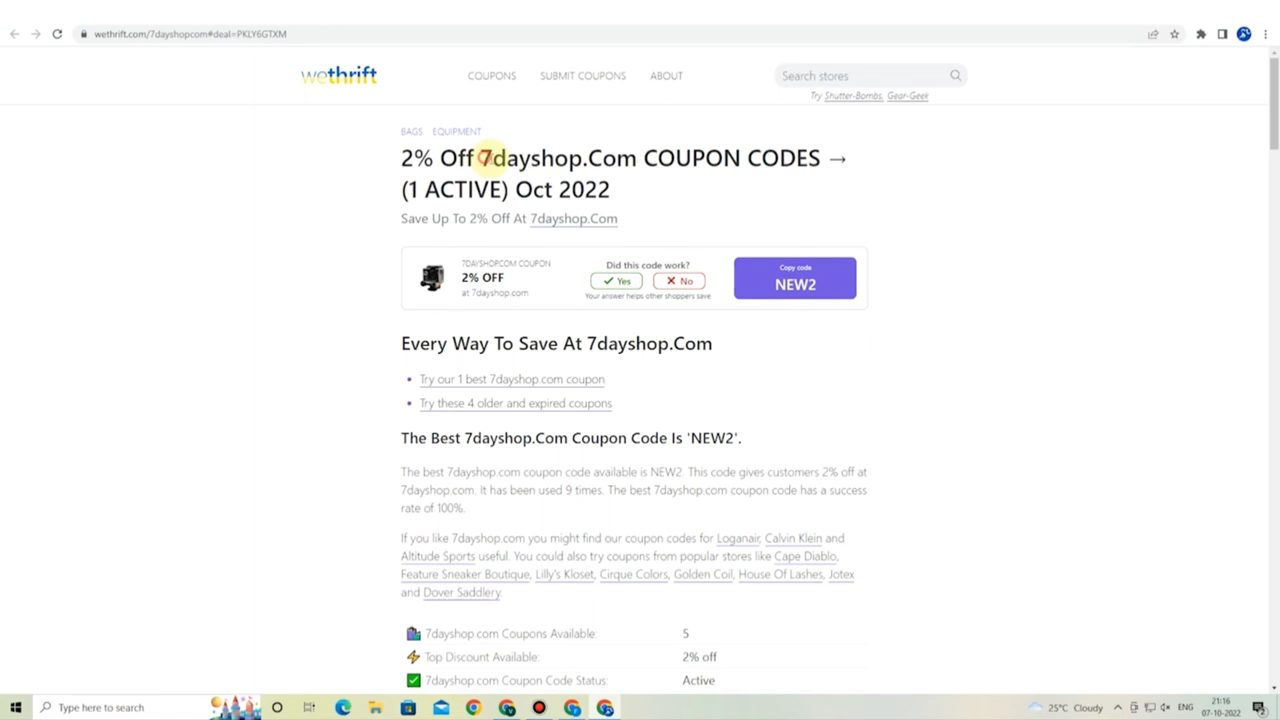 wethrift.com/7dayshopcom#deal=PKLY6GTXM
wethrift
COUPONS SUBMIT COUPONS ABOUT
Search stores
Try Shutter-Bombs, Gear-Geek
BAGS EQUIPMENT
2% Off 7dayshop.Com COUPON CODES →
(1 ACTIVE) Oct 2022
Save Up To 2% Off At 7dayshop.Com
7DAYSHOPCOM COUPON
2% OFF
at 7dayshop.com
Did this code work?
Yes No
Your answer helps other shoppers save
Copy code
NEW2
Every Way To Save At 7dayshop.Com
Try our 1 best 7dayshop.com coupon
Try these 4 older and expired coupons
The Best 7dayshop.Com Coupon Code Is 'NEW2'.
The best 7dayshop.com coupon code available is NEW2. This code gives customers 2% off at
7dayshop.com. It has been used 9 times. The best 7dayshop.com coupon code has a success
rate of 100%.
If you like 7dayshop.com you might find our coupon codes for Loganair, Calvin Klein and
Altitude Sports useful. You could also try coupons from popular stores like Cape Diablo,
Feature Sneaker Boutique, Lilly's Kloset, Cirque Colors, Golden Coil, House Of Lashes, Jotex
and Dover Saddlery.
7dayshop.com Coupons Available: 5
Top Discount Available: 2% off
7dayshop.com Coupon Code Status: Active
Type here to search
25°C Cloudy
ENG
21:16
07-10-2022
2